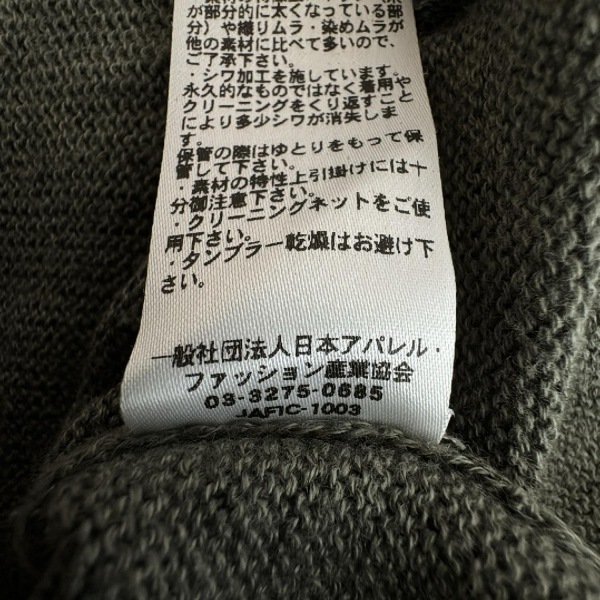 が部分的に太くなっている部
分）や織りムラ・染めムラが
他の素材に比べて多いので、
ご了承下さい。
・シワ加工を施しています。
永久的なものではなく着用や
クリーニングをくり返すこと
により多少シワが消失しま
す。
保管の際はゆとりをもって保
管して下さい。
・素材の特性上引掛けには十
分御注意下さい。
・クリーニングネットをご使
用下さい。
・タンブラー乾燥はお避け下
さい。
一般社団法人日本アパレル・
ファッション産業協会
03-3275-0685
JAFIC-1003